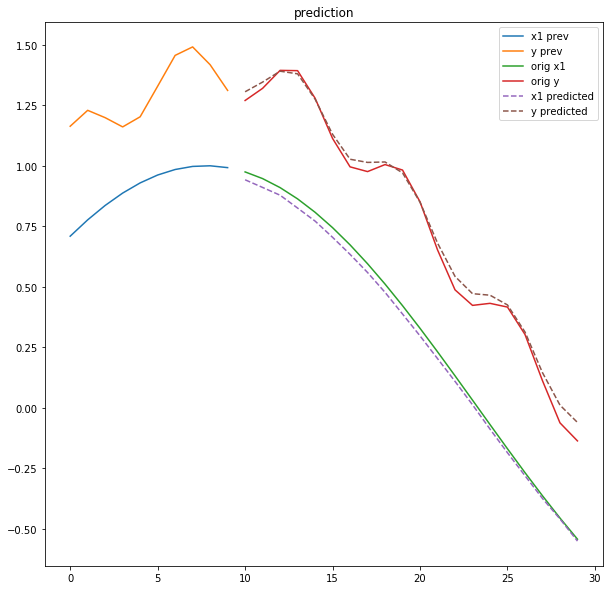 prediction
x1 prev
y prev
orig x1
orig y
x1 predicted
y predicted
1.50
1.25
1.00
0.75
0.50
0.25
0.00
−0.25
−0.50
0 5 10 15 20 25 30